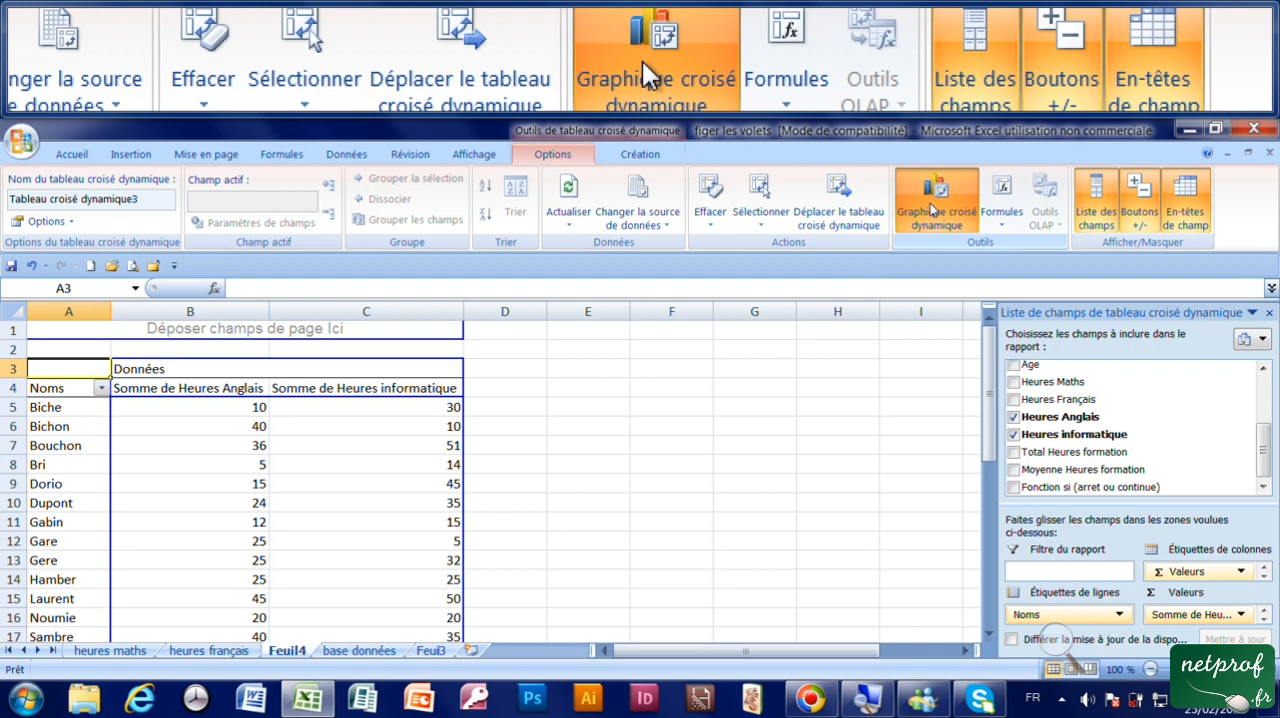 nger la source
e données
Effacer
Sélectionner
Déplacer le tableau
croisé dynamique
Graphique croisé
dynamique
Formules
Outils
OLAP
Liste des
champs
Boutons
+/-
En-têtes
de champ
Outils de tableau croisé dynamique
figer les volets [Mode de compatibilité] - Microsoft Excel utilisation non commerciale
Accueil
Insertion
Mise en page
Formules
Données
Révision
Affichage
Options
Création
Nom du tableau croisé dynamique :
Tableau croisé dynamique3
Options
Options du tableau croisé dynamique
Champ actif :
Paramètres de champs
Champ actif
Grouper la sélection
Dissocier
Grouper les champs
Groupe
Trier
Trier
Actualiser
Changer la source
de données
Données
Effacer
Sélectionner
Déplacer le tableau
croisé dynamique
Actions
Graphique croisé
dynamique
Formules
Outils
OLAP
Outils
Liste des
champs
Boutons
+/-
En-têtes
de champ
Afficher/Masquer
A3
fx
A B C D E F G H I
1 Déposer champs de page Ici
2
3 Données
4 Noms Somme de Heures Anglais Somme de Heures informatique
5 Biche 10 30
6 Bichon 40 10
7 Bouchon 36 51
8 Bri 5 14
9 Dorio 15 45
10 Dupont 24 35
11 Gabin 12 15
12 Gare 25 5
13 Gere 25 32
14 Hamber 25 25
15 Laurent 45 50
16 Noumie 20 20
17 Sambre 40 35
Liste de champs de tableau croisé dynamique
Choisissez les champs à inclure dans le
rapport :
Age
Heures Maths
Heures Français
Heures Anglais
Heures informatique
Total Heures formation
Moyenne Heures formation
Fonction si (arret ou continue)
Faites glisser les champs dans les zones voulues
ci-dessous:
Filtre du rapport
Étiquettes de colonnes
Σ Valeurs
Étiquettes de lignes
Σ Valeurs
Noms
Somme de Heu...
Différer la mise à jour de la dispo...
Mettre à jour
heures maths
heures français
Feuil4
base données
Feuil3
Prêt
100 %
Ps
Ai
ID
FR
25/02/
netprof
.fr